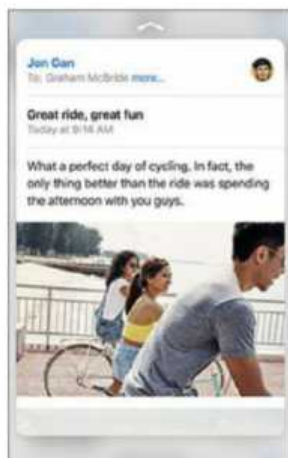 Jon Gan
To: Graham McBride more...
Great ride, great fun
Today at 9:14 AM
What a perfect day of cycling. In fact, the
only thing better than the ride was spending
the afternoon with you guys.